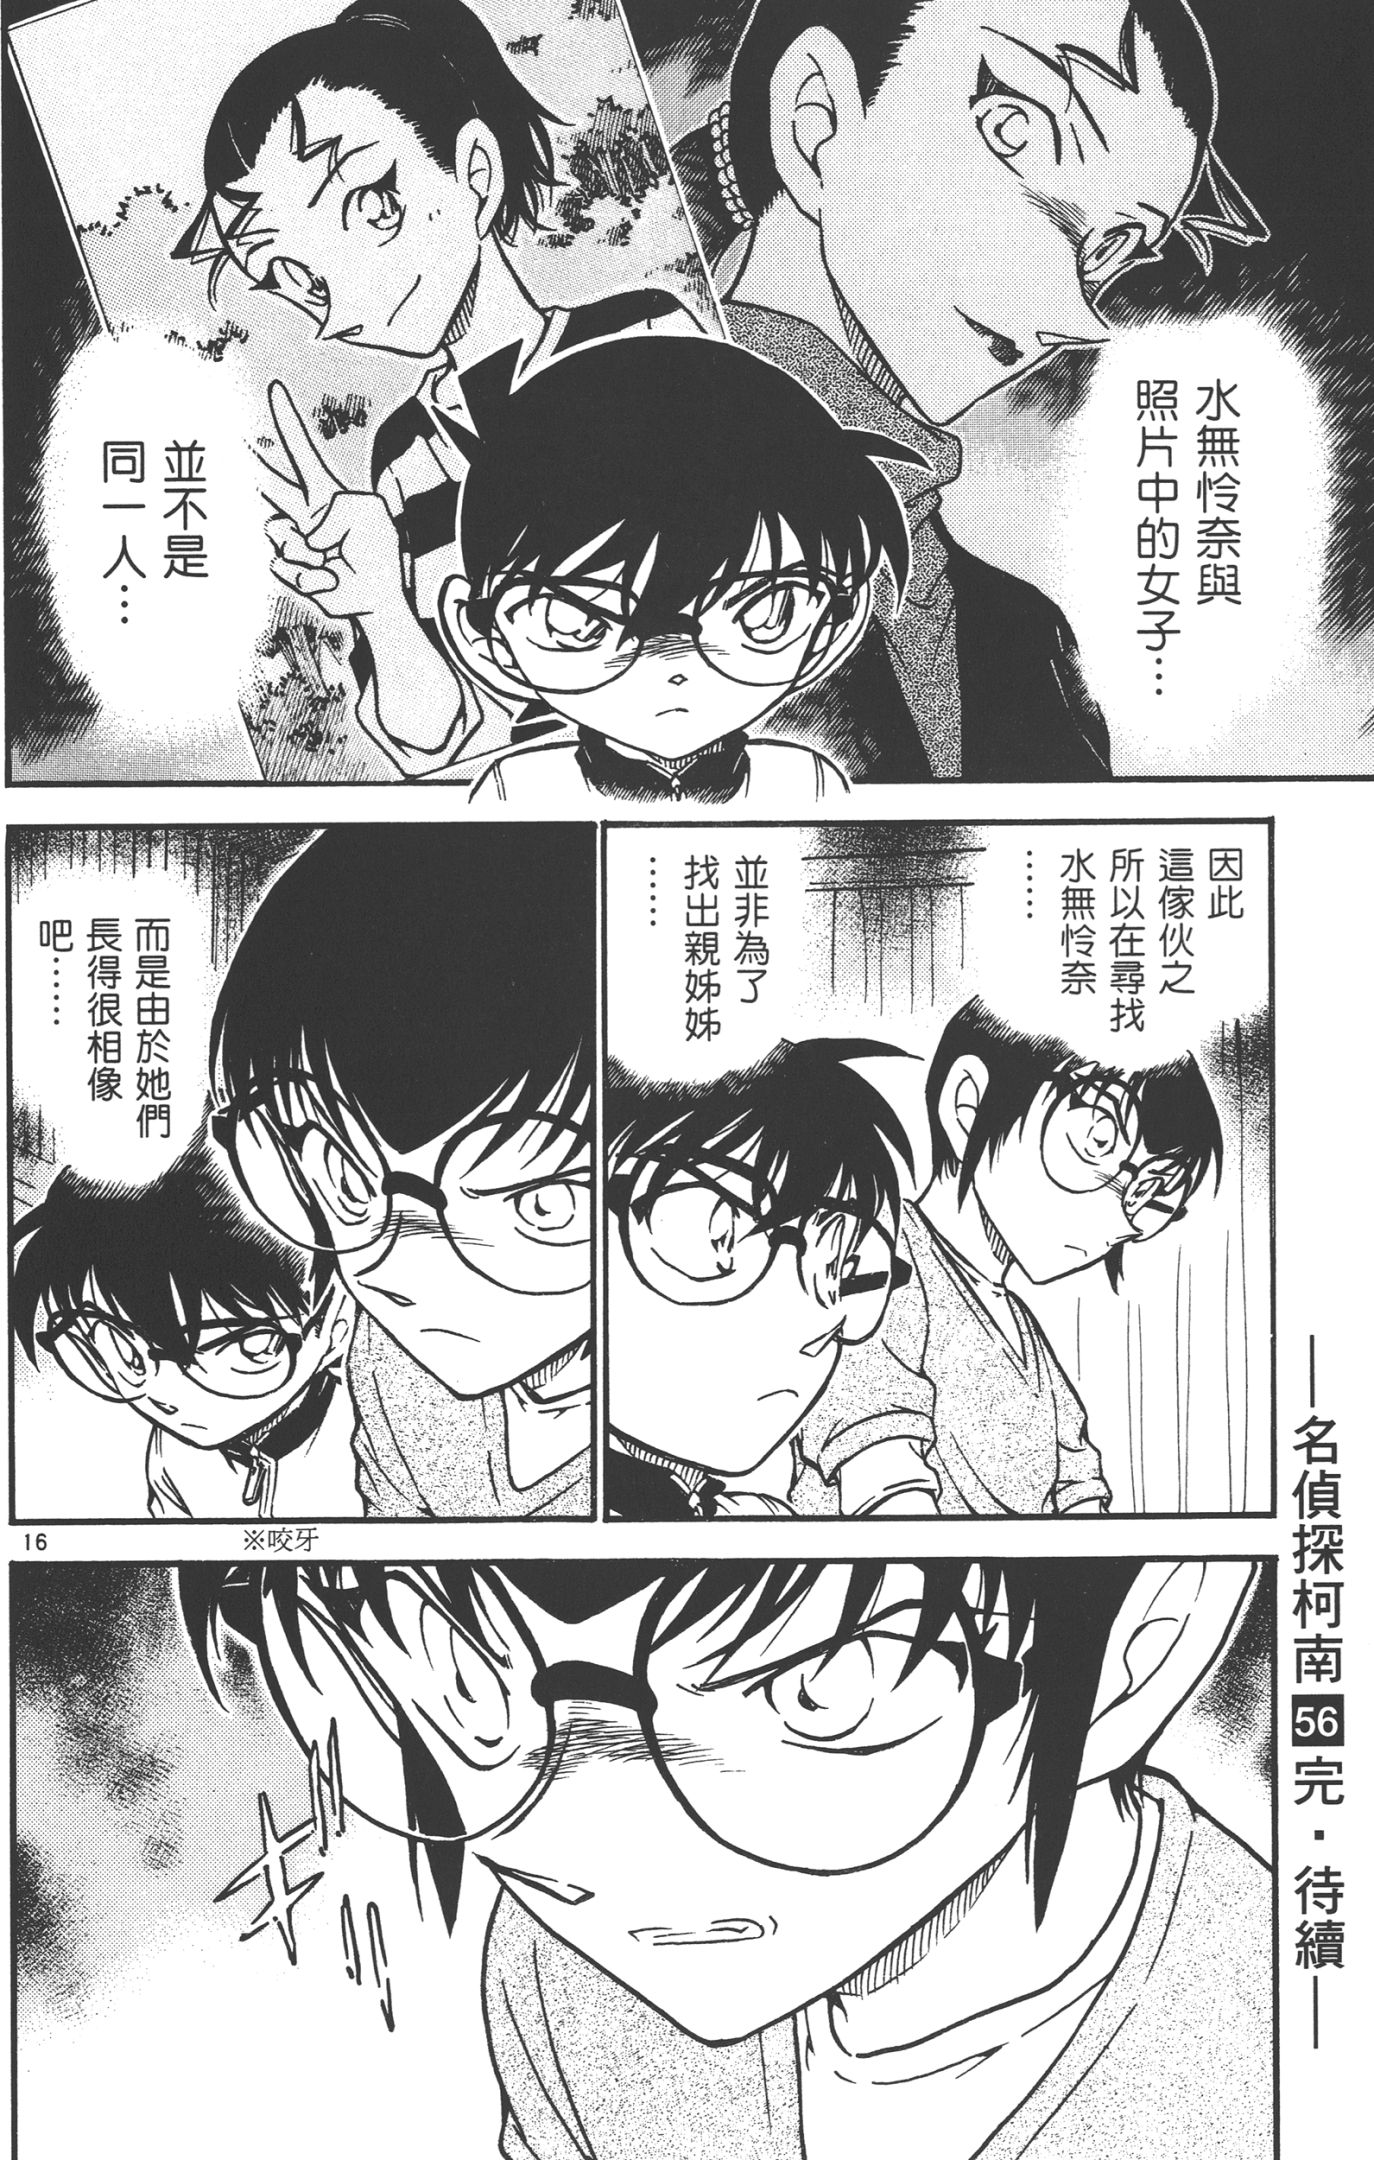 水無怜奈與
照片中的女子…
並不是
同一人…
因此
這傢伙之
所以在尋找
水無怜奈
……
並非為了
找出親姊姊
……
而是由於她們
長得很相像
吧……
16
※咬牙
ギリッ
—名偵探柯南56完・待續—